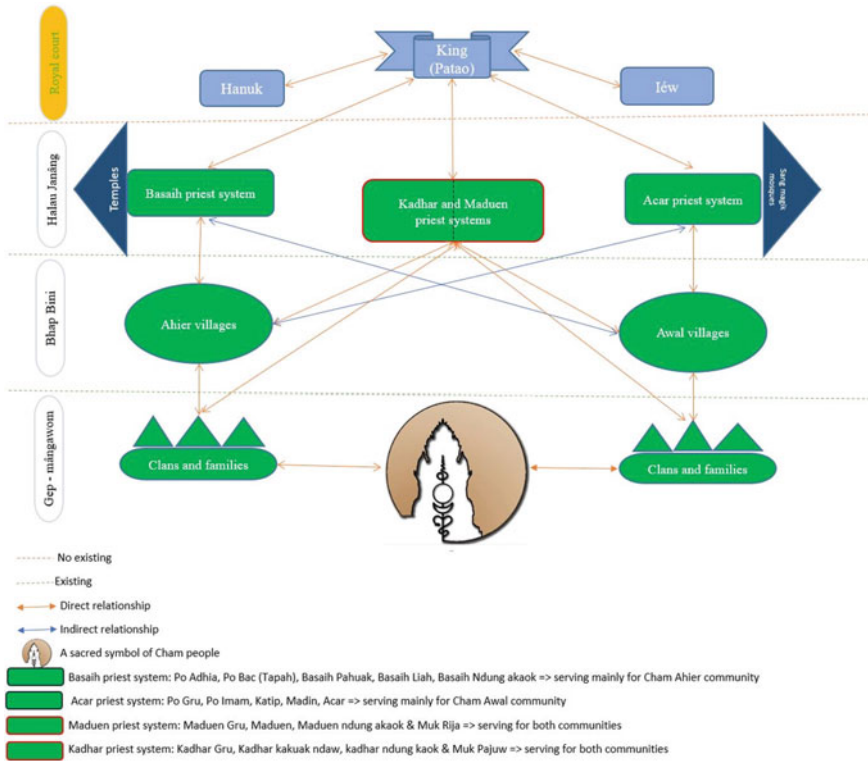 Royal court
King
(Patao)
Hanuk
Iéw
Halau Janâng
Temples
Basaih priest system
Kadhar and Maduen
priest systems
Acar priest system
Sang magik
mosques
Bhap Bini
Ahier villages
Awal villages
Gep - mângawom
Clans and families
Clans and families
No existing
Existing
Direct relationship
Indirect relationship
A sacred symbol of Cham people
Basaih priest system: Po Adhia, Po Bac (Tapah), Basaih Pahuak, Basaih Liah, Basaih Ndung akaok => serving mainly for Cham Ahier community
Acar priest system: Po Gru, Po Imam, Katip, Madin, Acar => serving mainly for Cham Awal community
Maduen priest system: Maduen Gru, Maduen, Maduen ndung akaok & Muk Rija => serving for both communities
Kadhar priest system: Kadhar Gru, Kadhar kakuak ndaw, kadhar ndung kaok & Muk Pajuw => serving for both communities